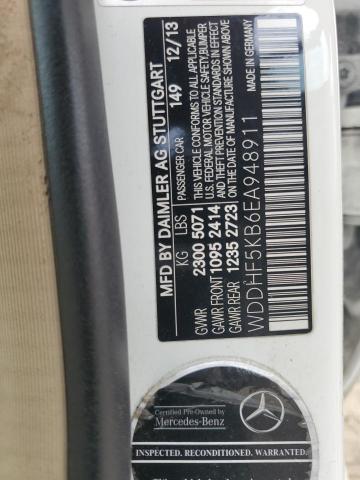 MFD BY DAIMLER AG STUTTGART
PASSENGER CAR 149 12/13
KG LBS
GVWR 2300 5071
GAWR FRONT 1095 2414
GAWR REAR 1235 2723
THIS VEHICLE CONFORMS TO ALL APPLICABLE
U.S. FEDERAL MOTOR VEHICLE SAFETY, BUMPER
AND THEFT PREVENTION STANDARDS IN EFFECT
ON THE DATE OF MANUFACTURE SHOWN ABOVE
WDDHF5KB6EA948911
Certified Pre-Owned by
Mercedes-Benz
INSPECTED. RECONDITIONED. WARRANTED.